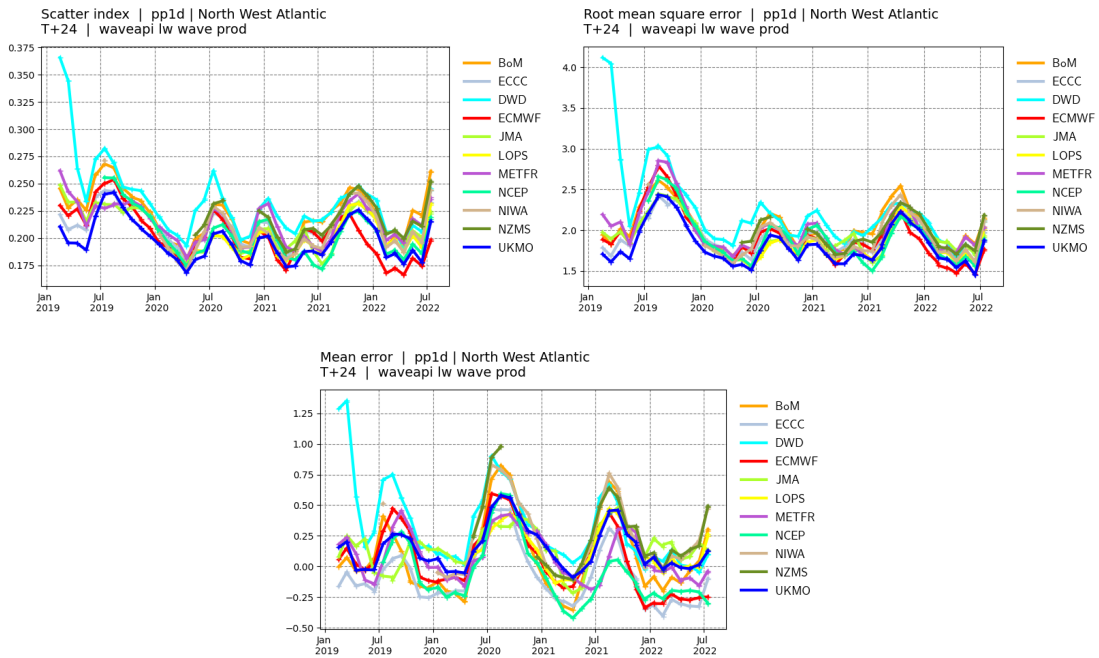 Scatter index | pp1d | North West Atlantic
T+24 | waveapi lw wave prod
0.375
0.350
0.325
0.300
0.275
0.250
0.225
0.200
0.175
Jan 2019
Jul 2019
Jan 2020
Jul 2020
Jan 2021
Jul 2021
Jan 2022
Jul 2022
BoM
ECCC
DWD
ECMWF
JMA
LOPS
METFR
NCEP
NIWA
NZMS
UKMO
Root mean square error | pp1d | North West Atlantic
T+24 | waveapi lw wave prod
4.0
3.5
3.0
2.5
2.0
1.5
Jan 2019
Jul 2019
Jan 2020
Jul 2020
Jan 2021
Jul 2021
Jan 2022
Jul 2022
BoM
ECCC
DWD
ECMWF
JMA
LOPS
METFR
NCEP
NIWA
NZMS
UKMO
Mean error | pp1d | North West Atlantic
T+24 | waveapi lw wave prod
1.25
1.00
0.75
0.50
0.25
0.00
−0.25
−0.50
Jan 2019
Jul 2019
Jan 2020
Jul 2020
Jan 2021
Jul 2021
Jan 2022
Jul 2022
BoM
ECCC
DWD
ECMWF
JMA
LOPS
METFR
NCEP
NIWA
NZMS
UKMO